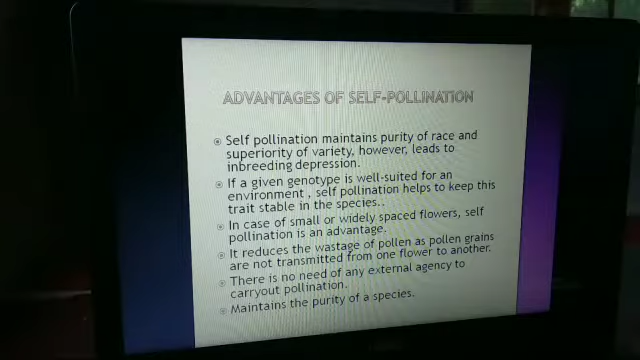 ADVANTAGES OF SELF-POLLINATION
Self pollination maintains purity of race and
superiority of variety, however, leads to
inbreeding depression.
If a given genotype is well-suited for an
environment , self pollination helps to keep this
trait stable in the species..
In case of small or widely spaced flowers, self
pollination is an advantage.
It reduces the wastage of pollen as pollen grains
are not transmitted from one flower to another.
There is no need of any external agency to
carryout pollination.
Maintains the purity of a species.